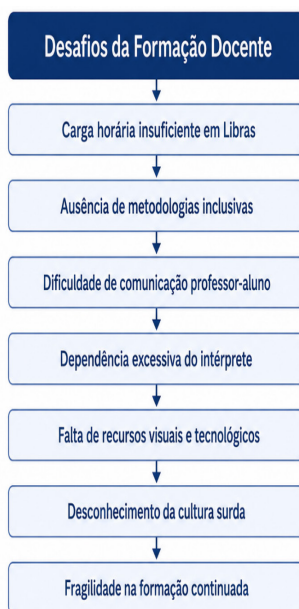 Desafios da Formação Docente
Carga horária insuficiente em Libras
Ausência de metodologias inclusivas
Dificuldade de comunicação professor-aluno
Dependência excessiva do intérprete
Falta de recursos visuais e tecnológicos
Desconhecimento da cultura surda
Fragilidade na formação continuada